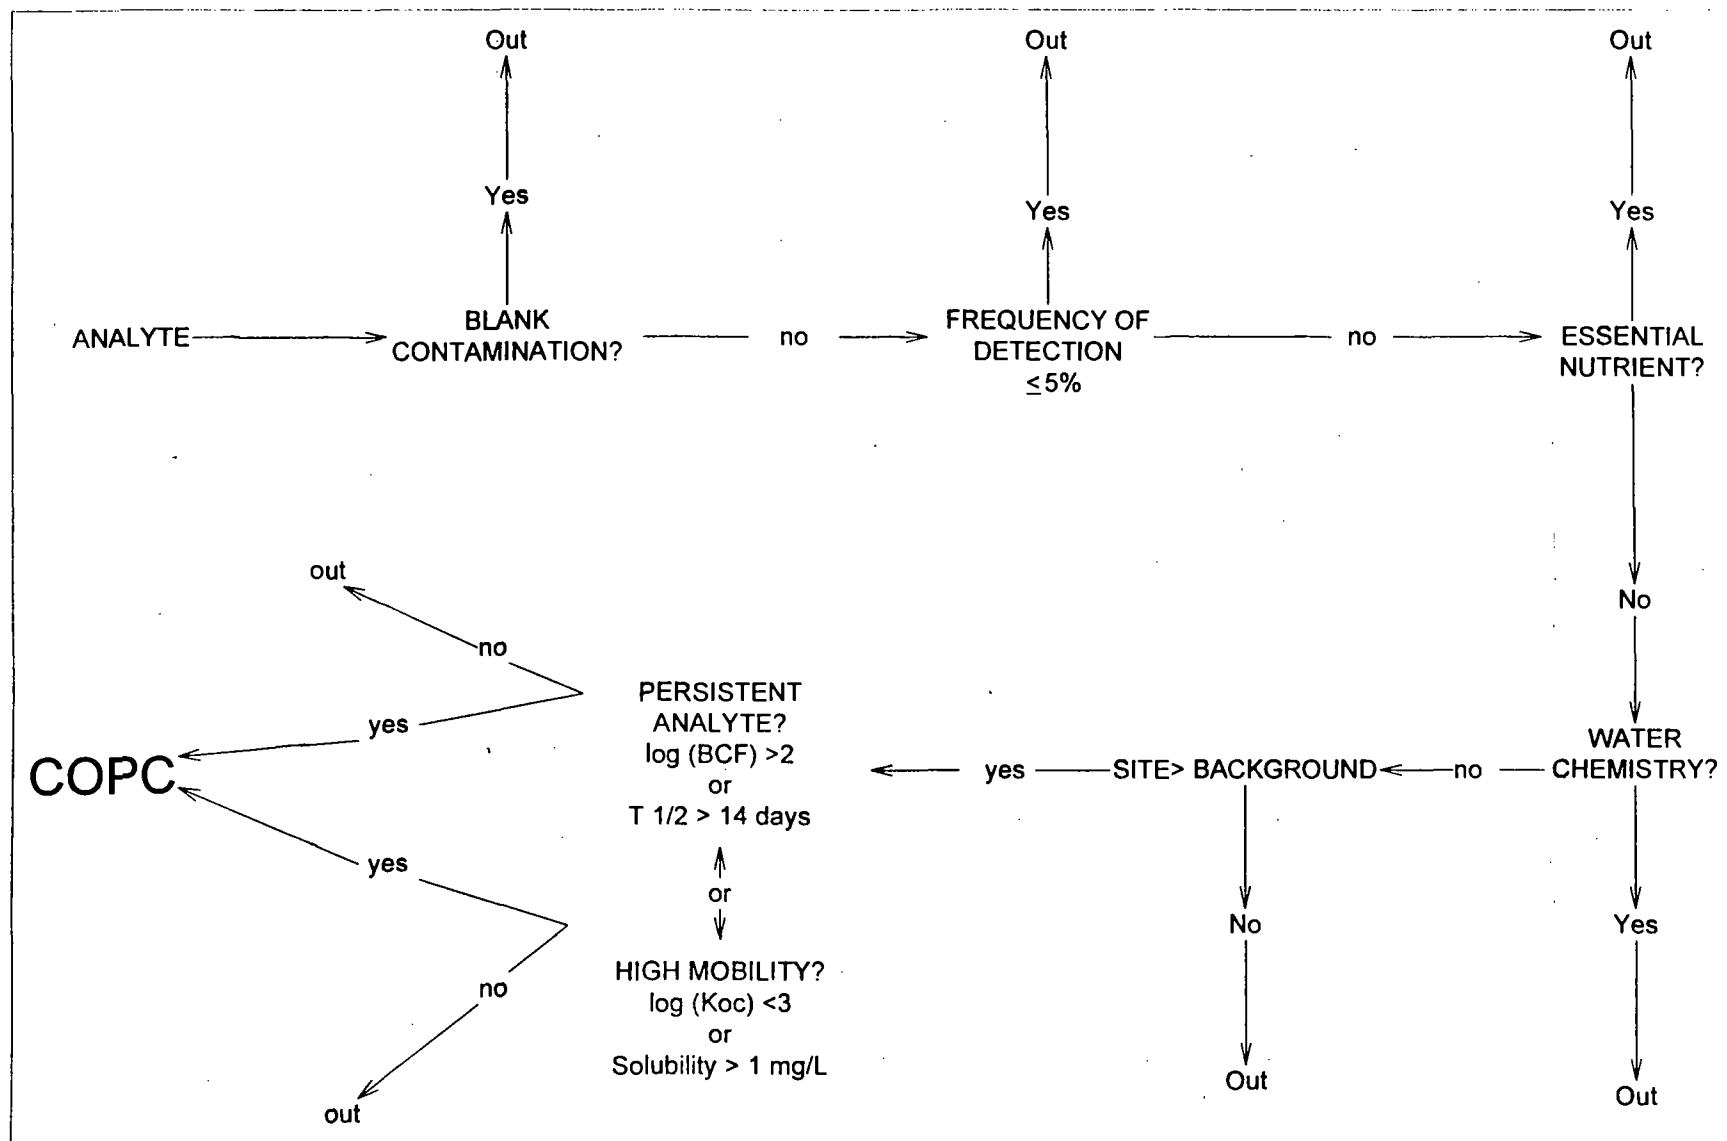 Out
Out
Out
Yes
Yes
Yes
ANALYTE
BLANK
CONTAMINATION?
no
FREQUENCY OF
DETECTION
≤5%
no
ESSENTIAL
NUTRIENT?
No
WATER
CHEMISTRY?
Yes
Out
no
SITE> BACKGROUND
No
Out
yes
PERSISTENT
ANALYTE?
log (BCF) >2
or
T 1/2 > 14 days
or
HIGH MOBILITY?
log (Koc) <3
or
Solubility > 1 mg/L
out
no
yes
COPC
yes
no
out